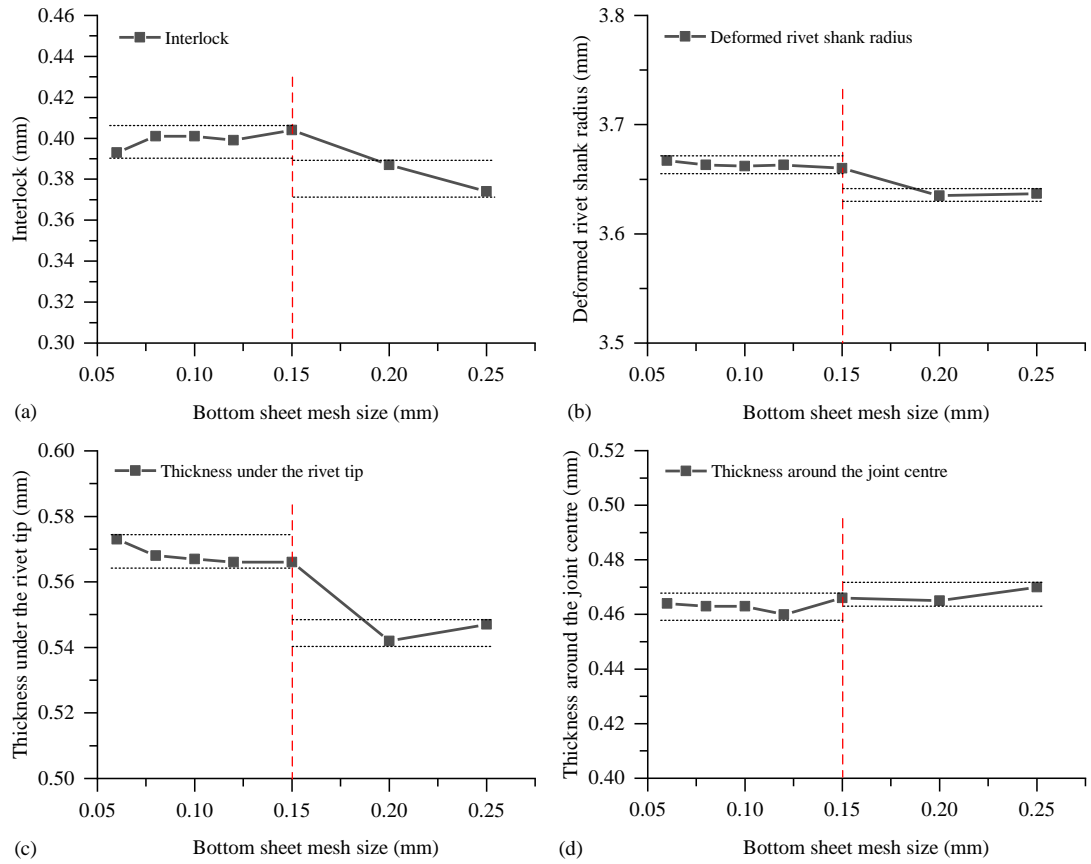 0.46
0.44
0.42
0.40
0.38
0.36
0.34
0.32
0.30
Interlock (mm)
Interlock
0.05 0.10 0.15 0.20 0.25
(a) Bottom sheet mesh size (mm)
3.8
3.7
3.6
3.5
Deformed rivet shank radius (mm)
Deformed rivet shank radius
0.05 0.10 0.15 0.20 0.25
(b) Bottom sheet mesh size (mm)
0.60
0.58
0.56
0.54
0.52
0.50
Thickness under the rivet tip (mm)
Thickness under the rivet tip
0.05 0.10 0.15 0.20 0.25
(c) Bottom sheet mesh size (mm)
0.52
0.50
0.48
0.46
0.44
0.42
0.40
Thickness around the joint centre (mm)
Thickness around the joint centre
0.05 0.10 0.15 0.20 0.25
(d) Bottom sheet mesh size (mm)